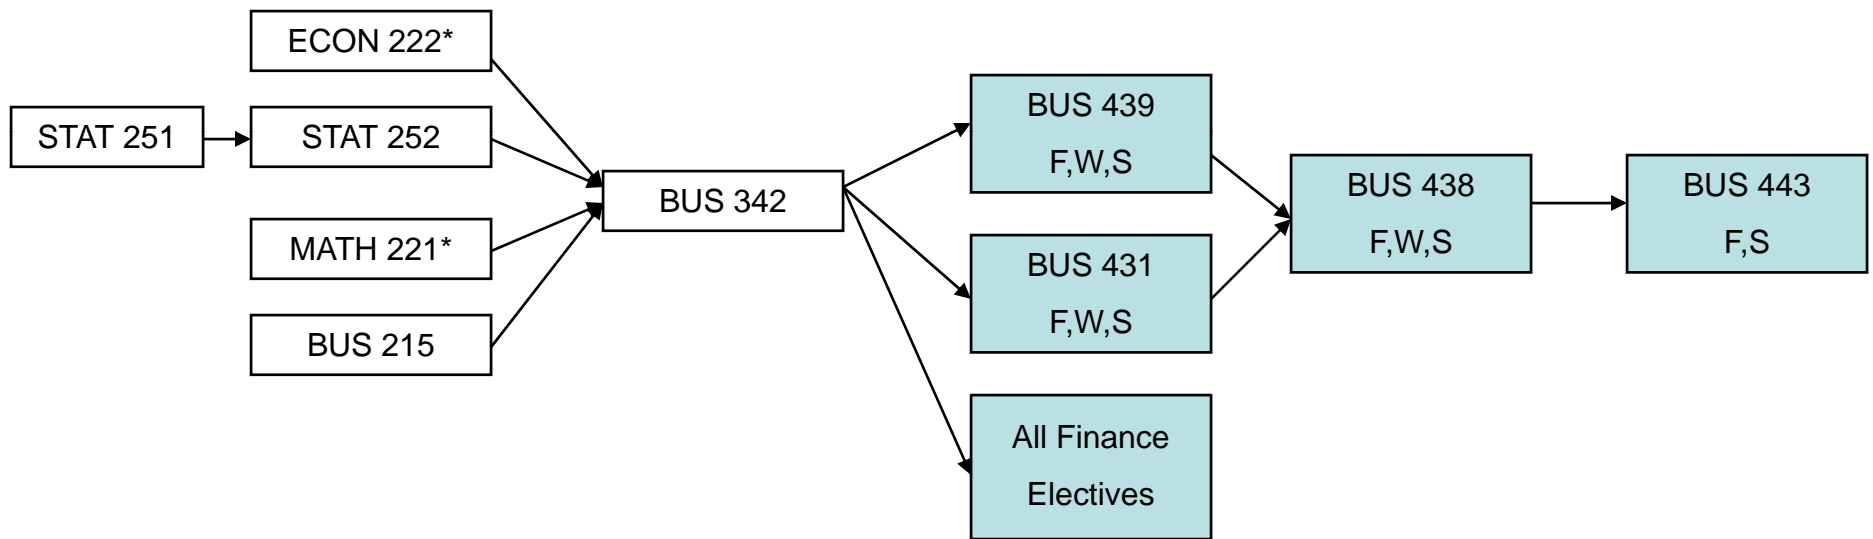 ECON 222*
STAT 251
STAT 252
MATH 221*
BUS 215
BUS 342
BUS 439
F,W,S
BUS 431
F,W,S
All Finance
Electives
BUS 438
F,W,S
BUS 443
F,S